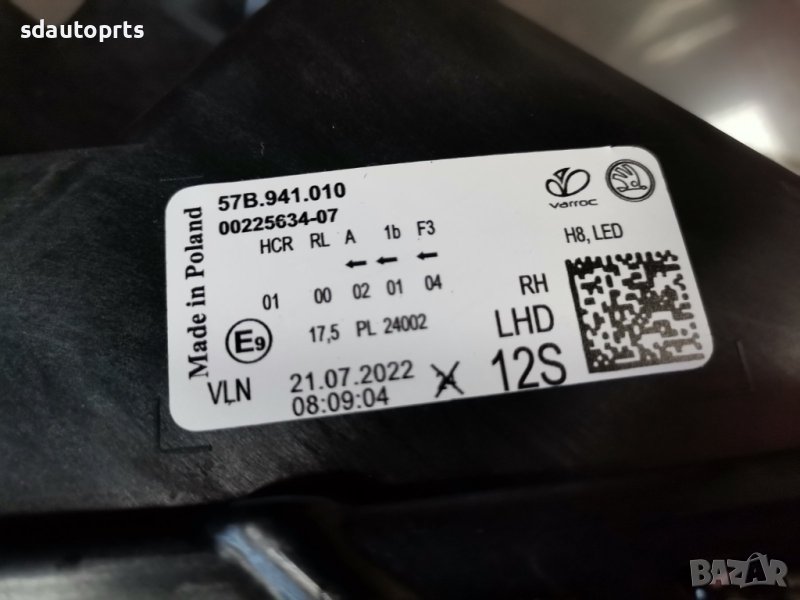 sdautoprts
Made in Poland
57B.941.010
00225634-07
HCR RL A 1b F3
01 00 02 01 04
E9
17,5 PL 24002
VLN
21.07.2022
08:09:04
varroc
H8, LED
RH
LHD
12S
BAZAR